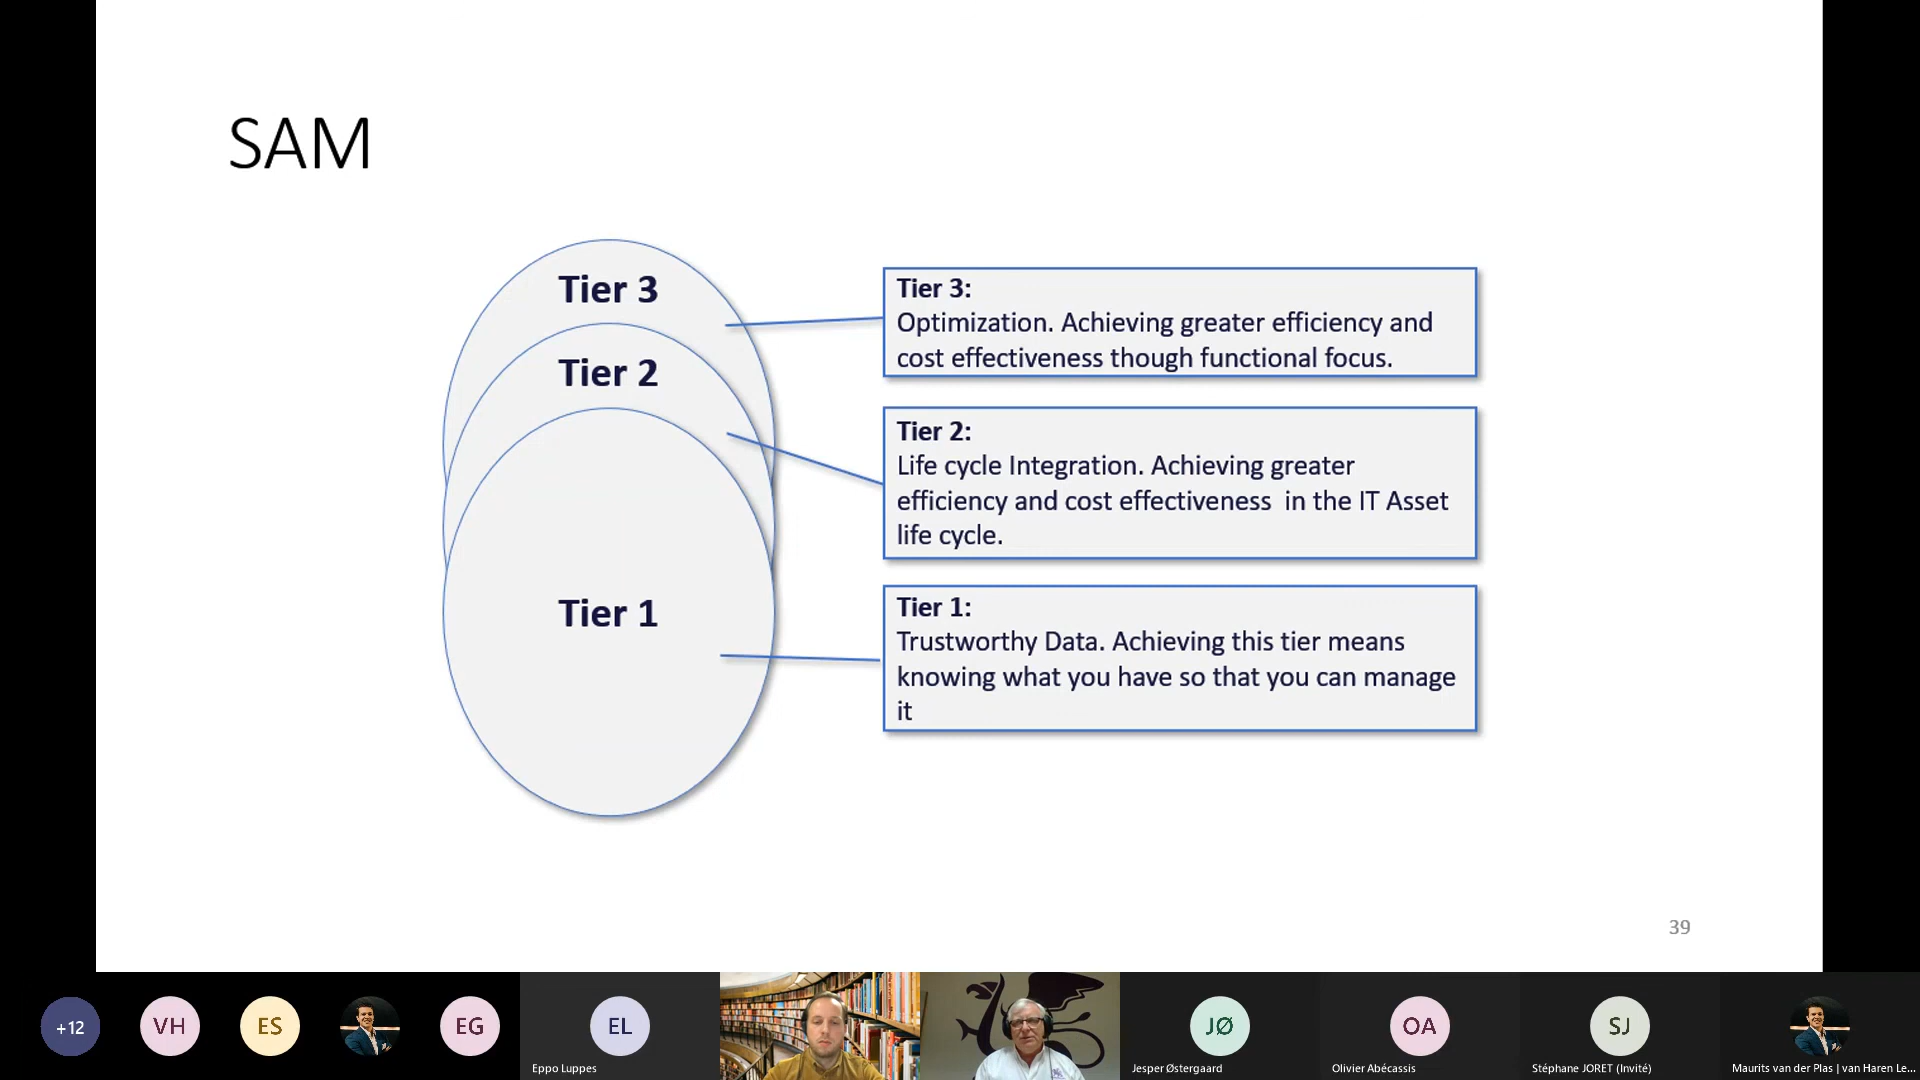 SAM
Tier 3
Tier 2
Tier 1
Tier 3:
Optimization. Achieving greater efficiency and
cost effectiveness though functional focus.
Tier 2:
Life cycle Integration. Achieving greater
efficiency and cost effectiveness in the IT Asset
life cycle.
Tier 1:
Trustworthy Data. Achieving this tier means
knowing what you have so that you can manage
it
39
+12
VH
ES
EG
EL
Eppo Luppes
JØ
Jesper Østergaard
OA
Olivier Abécassis
SJ
Stéphane JORET (Invité)
Maurits van der Plas | van Haren Le...